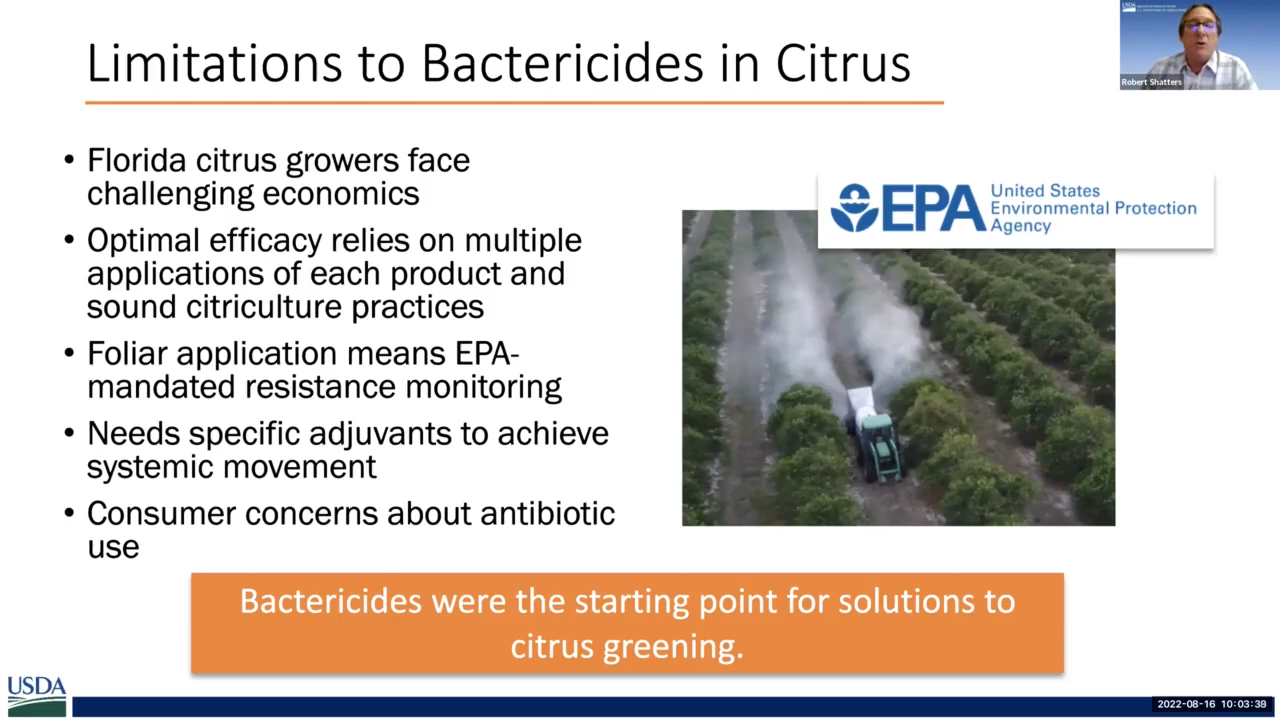 Limitations to Bactericides in Citrus
Robert Shatters
• Florida citrus growers face
challenging economics
• Optimal efficacy relies on multiple
applications of each product and
sound citriculture practices
• Foliar application means EPA-
mandated resistance monitoring
• Needs specific adjuvants to achieve
systemic movement
• Consumer concerns about antibiotic
use
EPA
United States
Environmental Protection
Agency
Bactericides were the starting point for solutions to
citrus greening.
USDA
2022-08-16 10:03:38